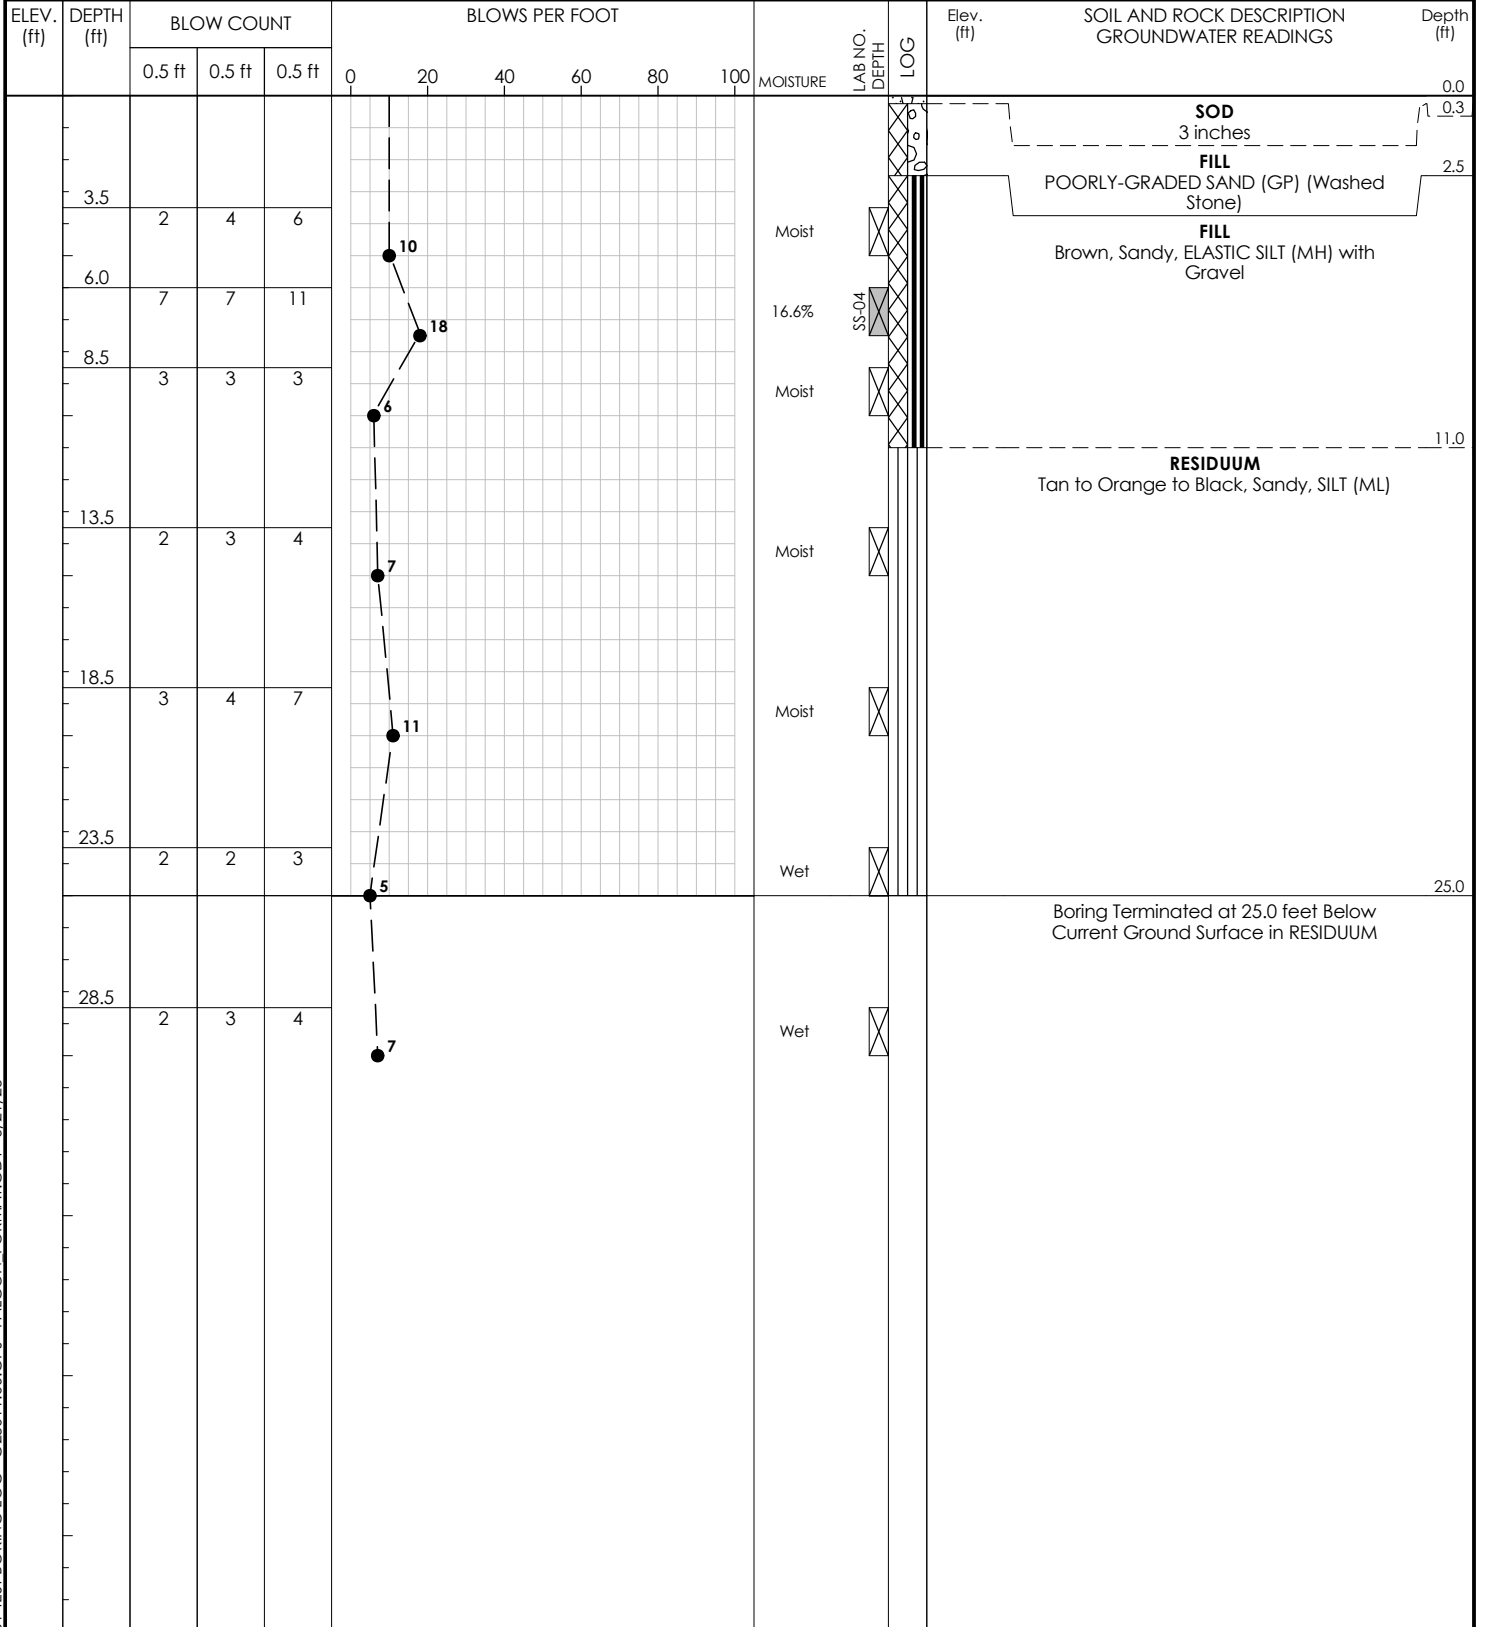 ELEV. (ft)
DEPTH (ft)
BLOW COUNT
0.5 ft 0.5 ft 0.5 ft
BLOWS PER FOOT
0 20 40 60 80 100
MOISTURE
LAB NO.
DEPTH
LOG
Elev. (ft)
SOIL AND ROCK DESCRIPTION
GROUNDWATER READINGS
Depth (ft)
0.0
SOD
0.3
3 inches
FILL
2.5
POORLY-GRADED SAND (GP) (Washed
Stone)
3.5
2 4 6
10
Moist
FILL
Brown, Sandy, ELASTIC SILT (MH) with
Gravel
6.0
7 7 11
18
16.6%
SS-04
8.5
3 3 3
6
Moist
11.0
RESIDUUM
Tan to Orange to Black, Sandy, SILT (ML)
13.5
2 3 4
7
Moist
18.5
3 4 7
11
Moist
23.5
2 2 3
5
Wet
25.0
Boring Terminated at 25.0 feet Below
Current Ground Surface in RESIDUUM
28.5
2 3 4
7
Wet